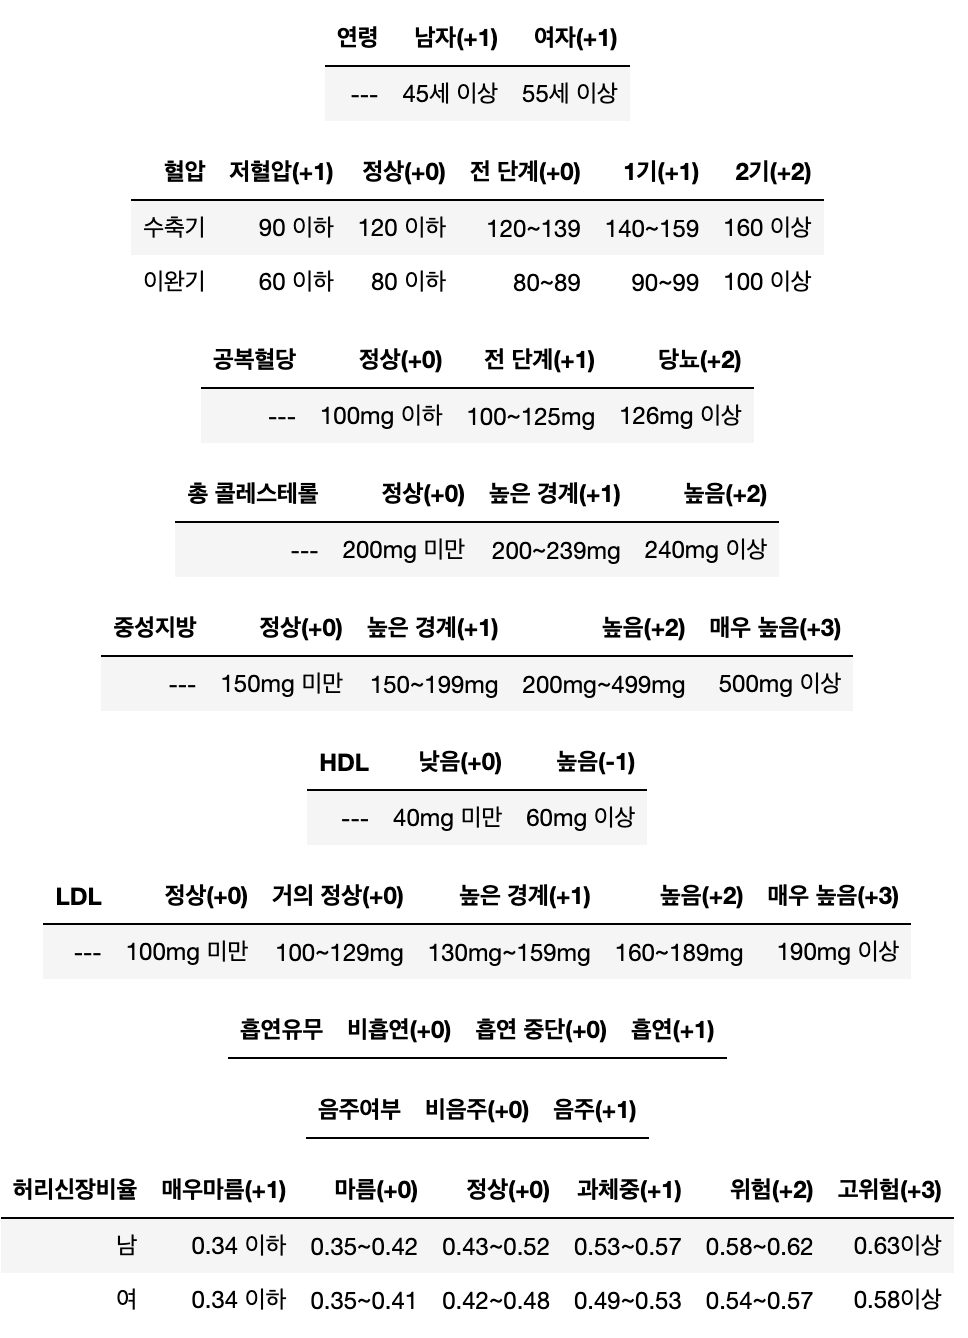 연령 남자(+1) 여자(+1)
--- 45세 이상 55세 이상
혈압 저혈압(+1) 정상(+0) 전 단계(+0) 1기(+1) 2기(+2)
수축기 90 이하 120 이하 120~139 140~159 160 이상
이완기 60 이하 80 이하 80~89 90~99 100 이상
공복혈당 정상(+0) 전 단계(+1) 당뇨(+2)
--- 100mg 이하 100~125mg 126mg 이상
총 콜레스테롤 정상(+0) 높은 경계(+1) 높음(+2)
--- 200mg 미만 200~239mg 240mg 이상
중성지방 정상(+0) 높은 경계(+1) 높음(+2) 매우 높음(+3)
--- 150mg 미만 150~199mg 200mg~499mg 500mg 이상
HDL 낮음(+0) 높음(-1)
--- 40mg 미만 60mg 이상
LDL 정상(+0) 거의 정상(+0) 높은 경계(+1) 높음(+2) 매우 높음(+3)
--- 100mg 미만 100~129mg 130mg~159mg 160~189mg 190mg 이상
흡연유무 비흡연(+0) 흡연 중단(+0) 흡연(+1)
음주여부 비음주(+0) 음주(+1)
허리신장비율 매우마름(+1) 마름(+0) 정상(+0) 과체중(+1) 위험(+2) 고위험(+3)
남 0.34 이하 0.35~0.42 0.43~0.52 0.53~0.57 0.58~0.62 0.63이상
여 0.34 이하 0.35~0.41 0.42~0.48 0.49~0.53 0.54~0.57 0.58이상